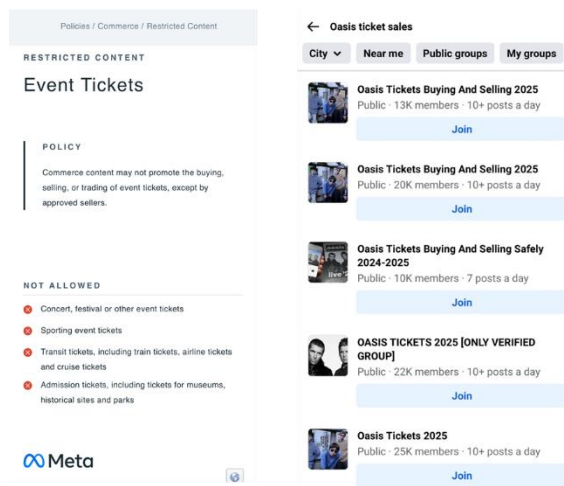 Policies / Commerce / Restricted Content
RESTRICTED CONTENT
Event Tickets
POLICY
Commerce content may not promote the buying,
selling, or trading of event tickets, except by
approved sellers.
NOT ALLOWED
Concert, festival or other event tickets
Sporting event tickets
Transit tickets, including train tickets, airline tickets
and cruise tickets
Admission tickets, including tickets for museums,
historical sites and parks
Meta
Oasis ticket sales
City
Near me
Public groups
My groups
Oasis Tickets Buying And Selling 2025
Public · 13K members · 10+ posts a day
Join
Oasis Tickets Buying And Selling 2025
Public · 20K members · 10+ posts a day
Join
Oasis Tickets Buying And Selling Safely
2024-2025
Public · 10K members · 7 posts a day
Join
OASIS TICKETS 2025 [ONLY VERIFIED
GROUP]
Public · 22K members · 10+ posts a day
Join
Oasis Tickets 2025
Public · 25K members · 10+ posts a day
Join